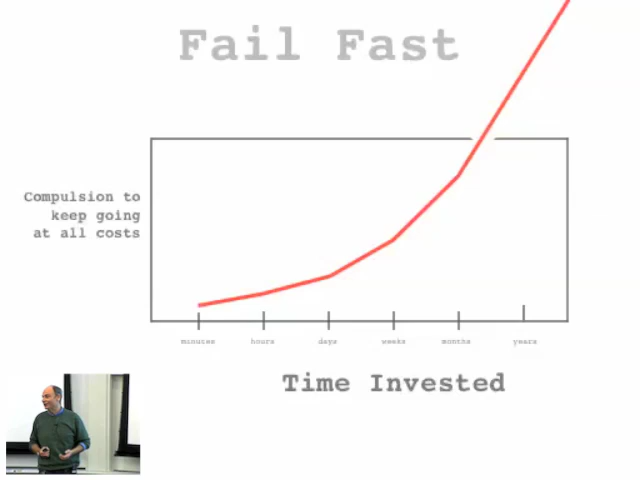 Fail Fast
Compulsion to
keep going
at all costs
minutes hours days weeks months years
Time Invested